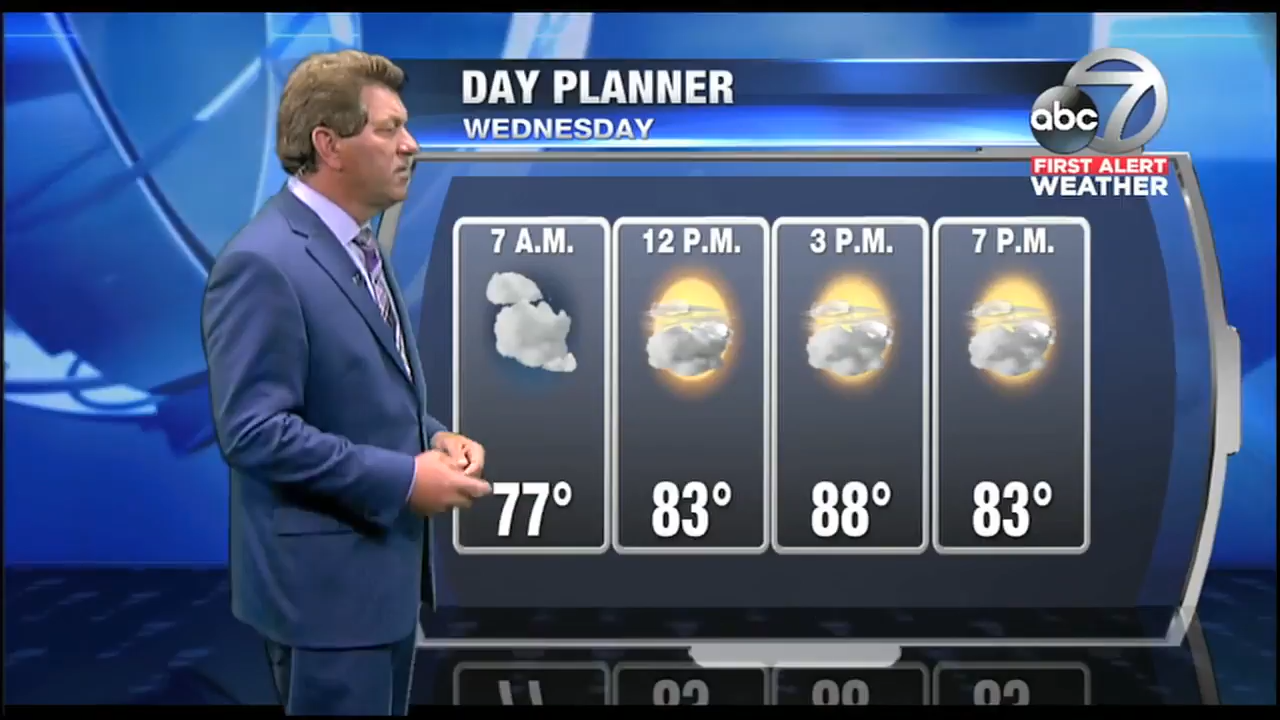 DAY PLANNER
WEDNESDAY
abc 7
FIRST ALERT
WEATHER
7 A.M. 12 P.M. 3 P.M. 7 P.M.
77° 83° 88° 83°